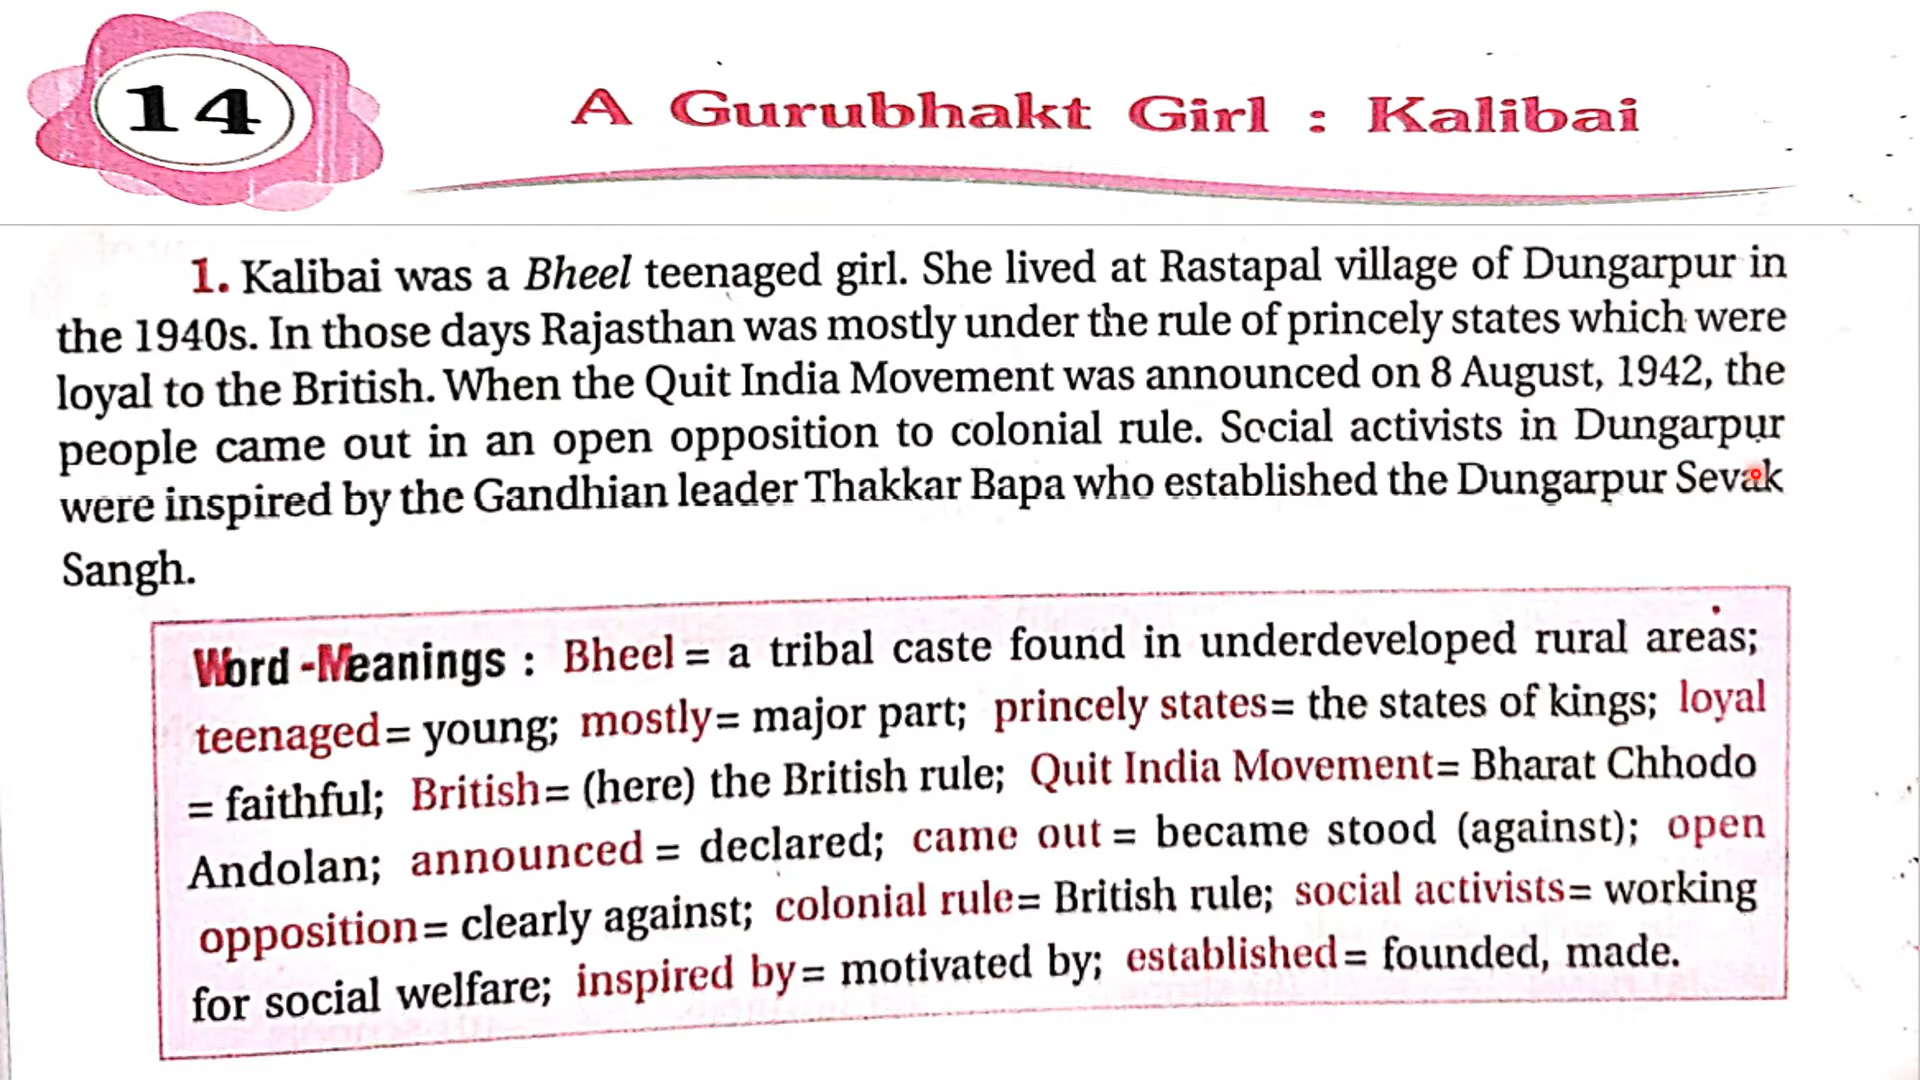 14
A Gurubhakt Girl : Kalibai
1. Kalibai was a Bheel teenaged girl. She lived at Rastapal village of Dungarpur in
the 1940s. In those days Rajasthan was mostly under the rule of princely states which were
loyal to the British. When the Quit India Movement was announced on 8 August, 1942, the
people came out in an open opposition to colonial rule. Social activists in Dungarpur
were inspired by the Gandhian leader Thakkar Bapa who established the Dungarpur Sevak
Sangh.
Word-Meanings : Bheel = a tribal caste found in underdeveloped rural areas;
teenaged= young; mostly= major part; princely states= the states of kings; loyal
= faithful; British= (here) the British rule; Quit India Movement= Bharat Chhodo
Andolan; announced = declared; came out = became stood (against); open
opposition= clearly against; colonial rule= British rule; social activists= working
for social welfare; inspired by= motivated by; established= founded, made.